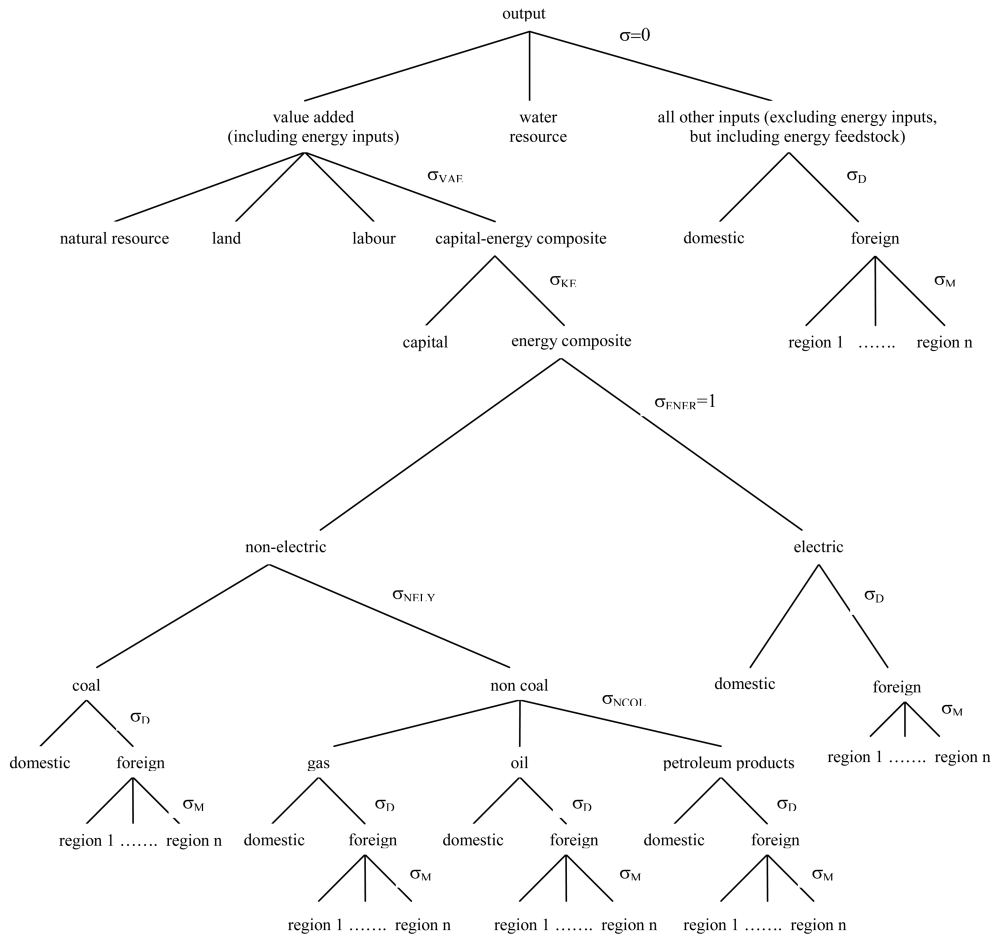 output
σ=0
value added
(including energy inputs)
water
resource
all other inputs (excluding energy inputs,
but including energy feedstock)
σVAE
σD
natural resource land labour capital-energy composite domestic foreign
σKE
σM
capital energy composite region 1 ....... region n
σENER=1
non-electric electric
σNELY
σD
coal non coal domestic foreign
σD
σNCOL
σM
domestic foreign gas oil petroleum products region 1 ....... region n
σM
σD
σD
σD
region 1 ....... region n domestic foreign domestic foreign domestic foreign
σM
σM
σM
region 1 ....... region n region 1 ....... region n region 1 ....... region n